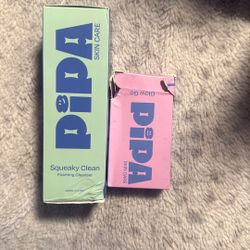 PiPA
SKIN CARE
Squeaky Clean
Foaming Cleanser
PiPA
SKIN CARE